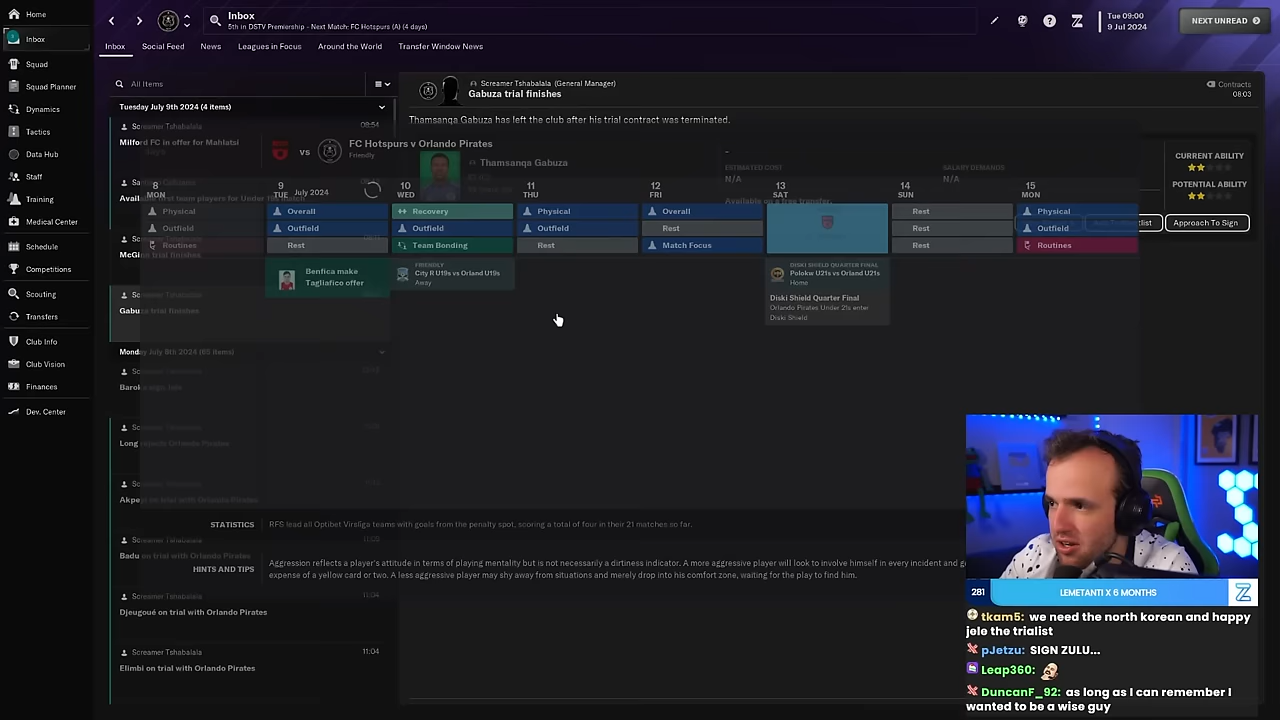 Home
Inbox
Squad
Squad Planner
Dynamics
Tactics
Data Hub
Staff
Training
Medical Center
Schedule
Competitions
Scouting
Transfers
Club Info
Club Vision
Finances
Dev. Center
Inbox
5th in DSTV Premiership - Next Match: FC Hotspurs (A) (4 days)
Tue 09:00
9 Jul 2024
NEXT UNREAD
Inbox
Social Feed
News
Leagues in Focus
Around the World
Transfer Window News
All Items
Tuesday July 9th 2024 (4 items)
Screamer Tshabalala
08:54
Milford FC in offer for Mahlatsi
Gabuza trial finishes
Monday July 8th 2024 (65 items)
Djeugoué on trial with Orlando Pirates
Screamer Tshabalala
11:04
Elimbi on trial with Orlando Pirates
Screamer Tshabalala (General Manager)
Gabuza trial finishes
Contracts
08:03
Thamsanqa Gabuza has left the club after his trial contract was terminated.
Thamsanqa Gabuza
ESTIMATED COST
N/A
SALARY DEMANDS
N/A
CURRENT ABILITY
POTENTIAL ABILITY
Approach To Sign
vs
FC Hotspurs v Orlando Pirates
Friendly
8
MON
9
TUE
July 2024
10
WED
11
THU
12
FRI
13
SAT
14
SUN
15
MON
Physical
Overall
Recovery
Physical
Overall
Rest
Physical
Outfield
Outfield
Outfield
Outfield
Rest
Rest
Outfield
Routines
Rest
Team Bonding
Rest
Match Focus
Rest
Routines
Benfica make
Tagliafico offer
FRIENDLY
City R U19s vs Orland U19s
Away
DISKI SHIELD QUARTER FINAL
Polokw U21s vs Orland U21s
Home
Diski Shield Quarter Final
Orlando Pirates Under 21s enter
Diski Shield
STATISTICS
RFS lead all Optibet Virsliga teams with goals from the penalty spot, scoring a total of four in their 21 matches so far.
HINTS AND TIPS
Aggression reflects a player's attitude in terms of playing mentality but is not necessarily a dirtiness indicator. A more aggressive player will look to involve himself in every incident and
expense of a yellow card or two. A less aggressive player may shy away from situations and merely drop into his comfort zone, waiting for the play to find him.
281
LEMETANTI X 6 MONTHS
tkam5: we need the north korean and happy
jele the trialist
pJetzu: SIGN ZULU...
Leap360:
DuncanF_92: as long as I can remember I
wanted to be a wise guy